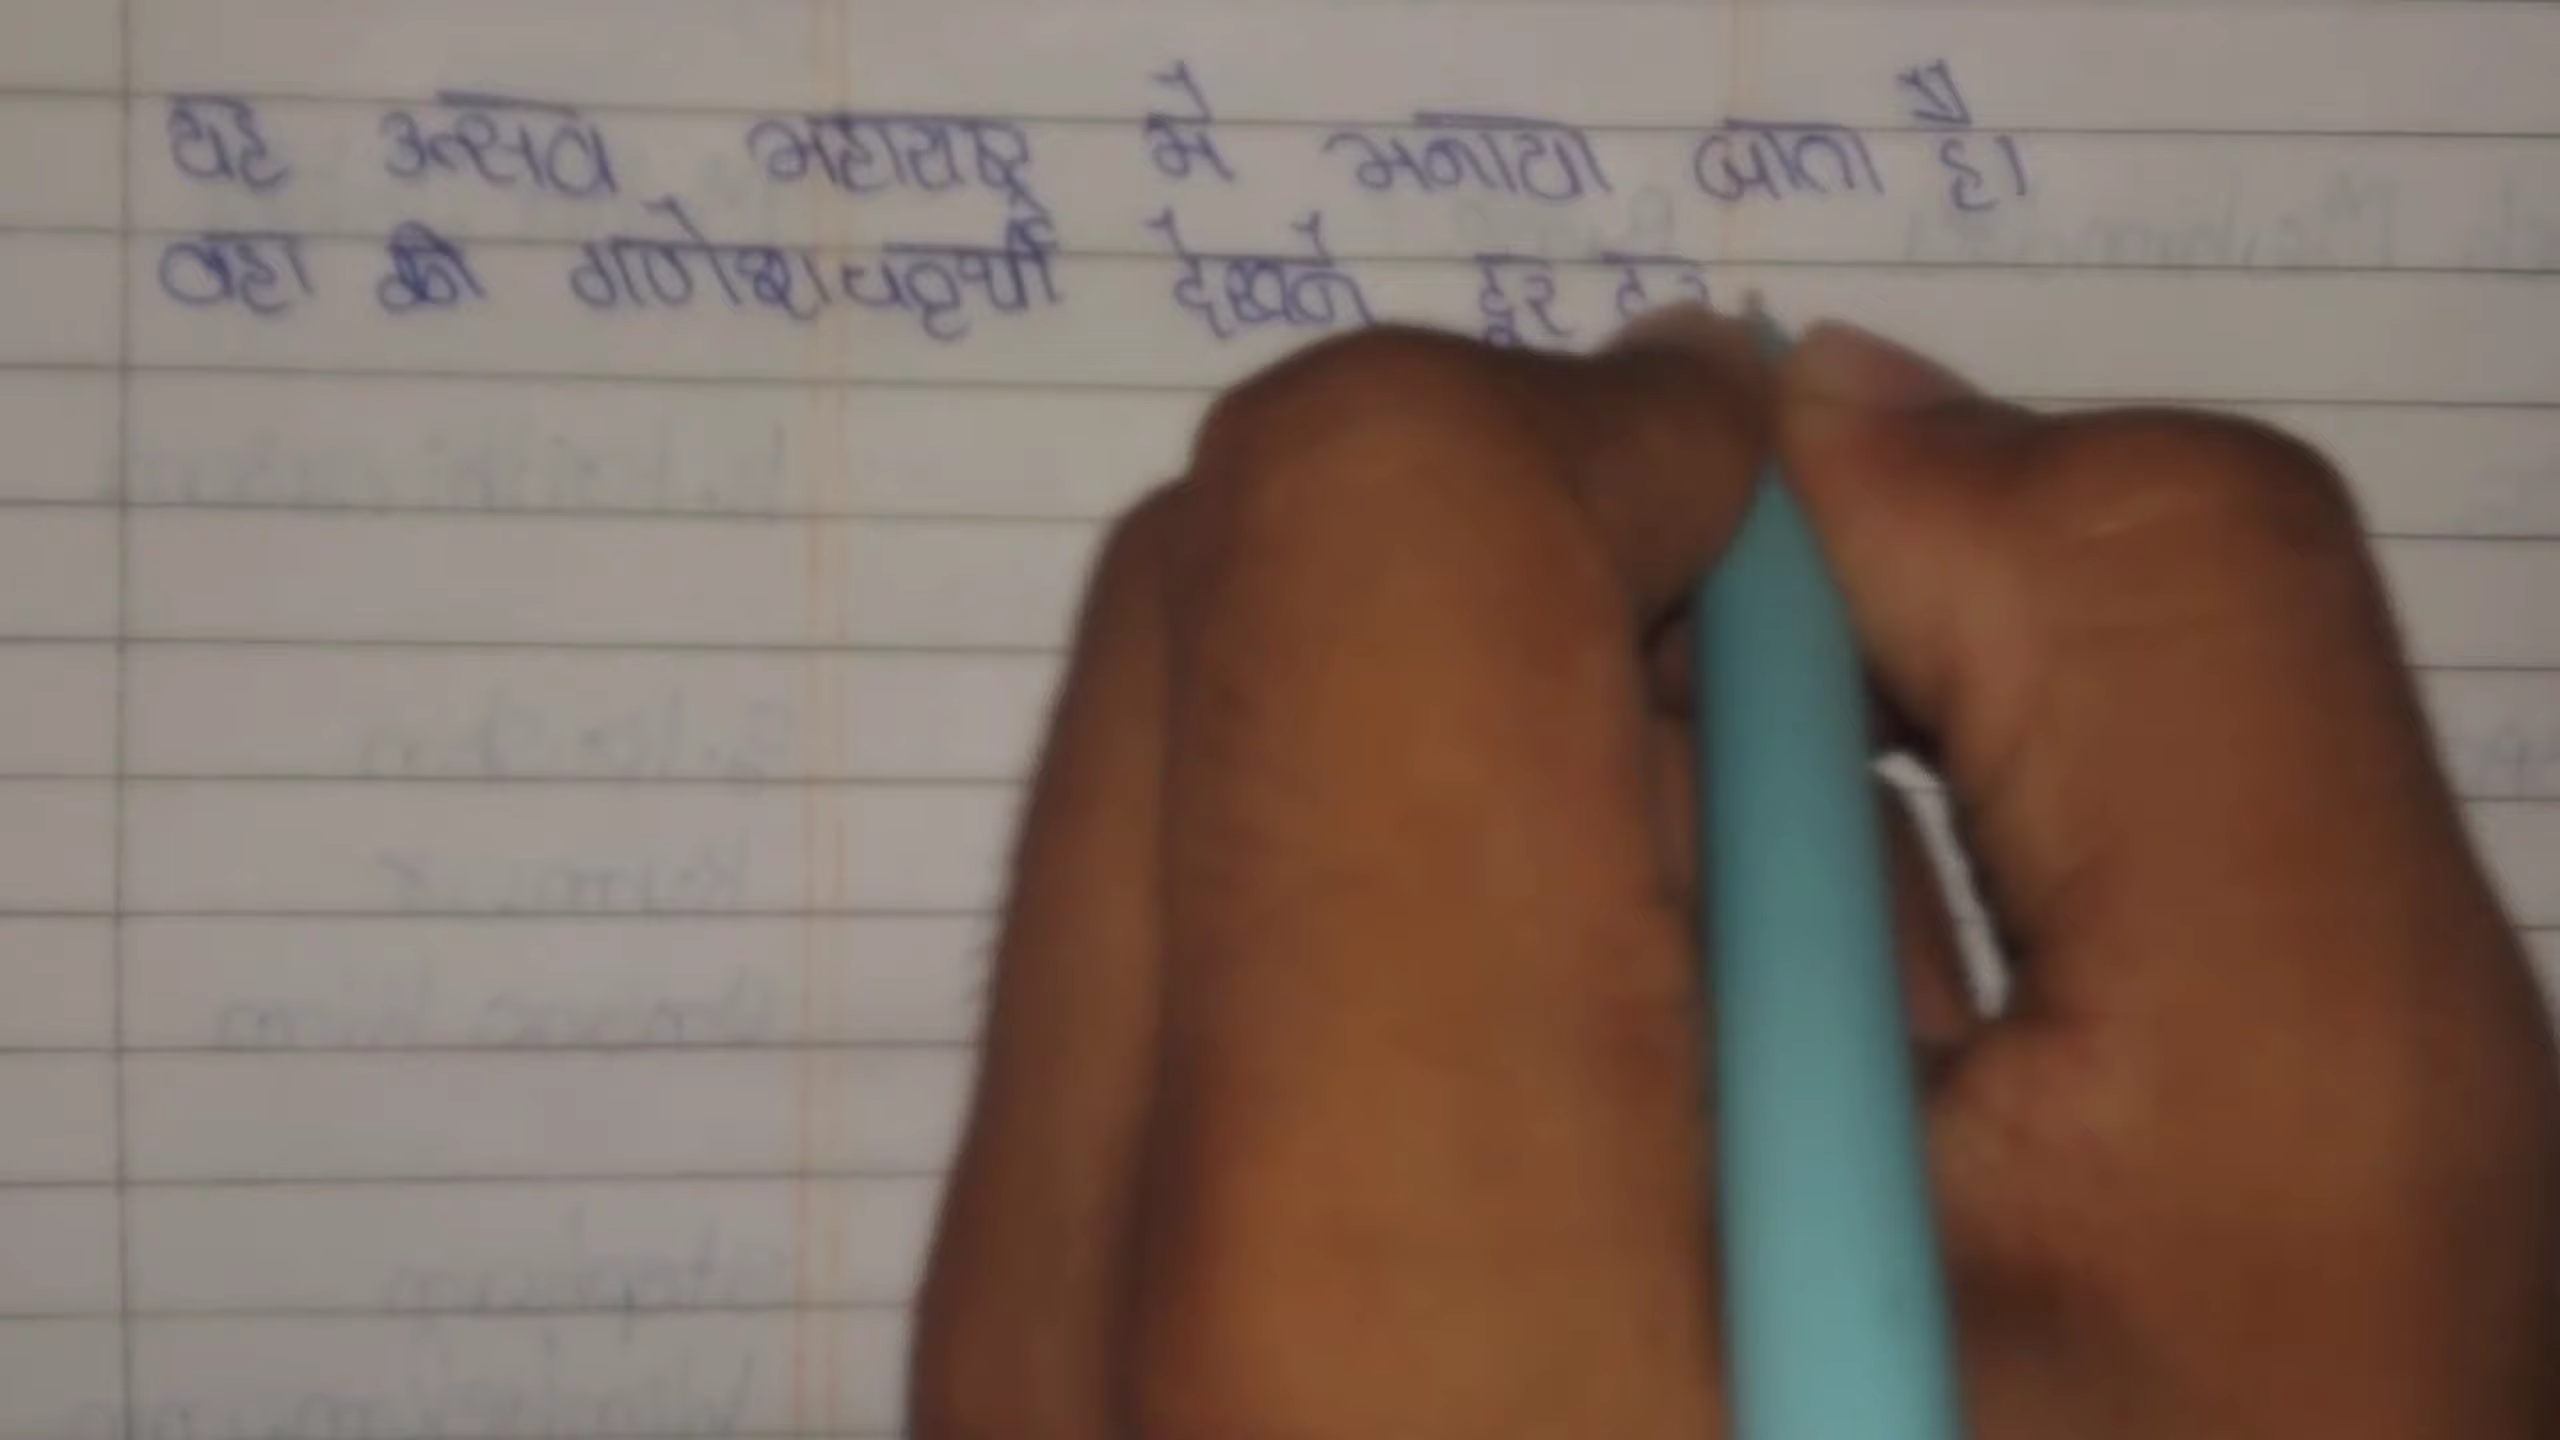 यह उत्सव महाराष्ट्र में मनाया जाता है।
वहा की गणेशचतुर्थी देखने दूर दूर